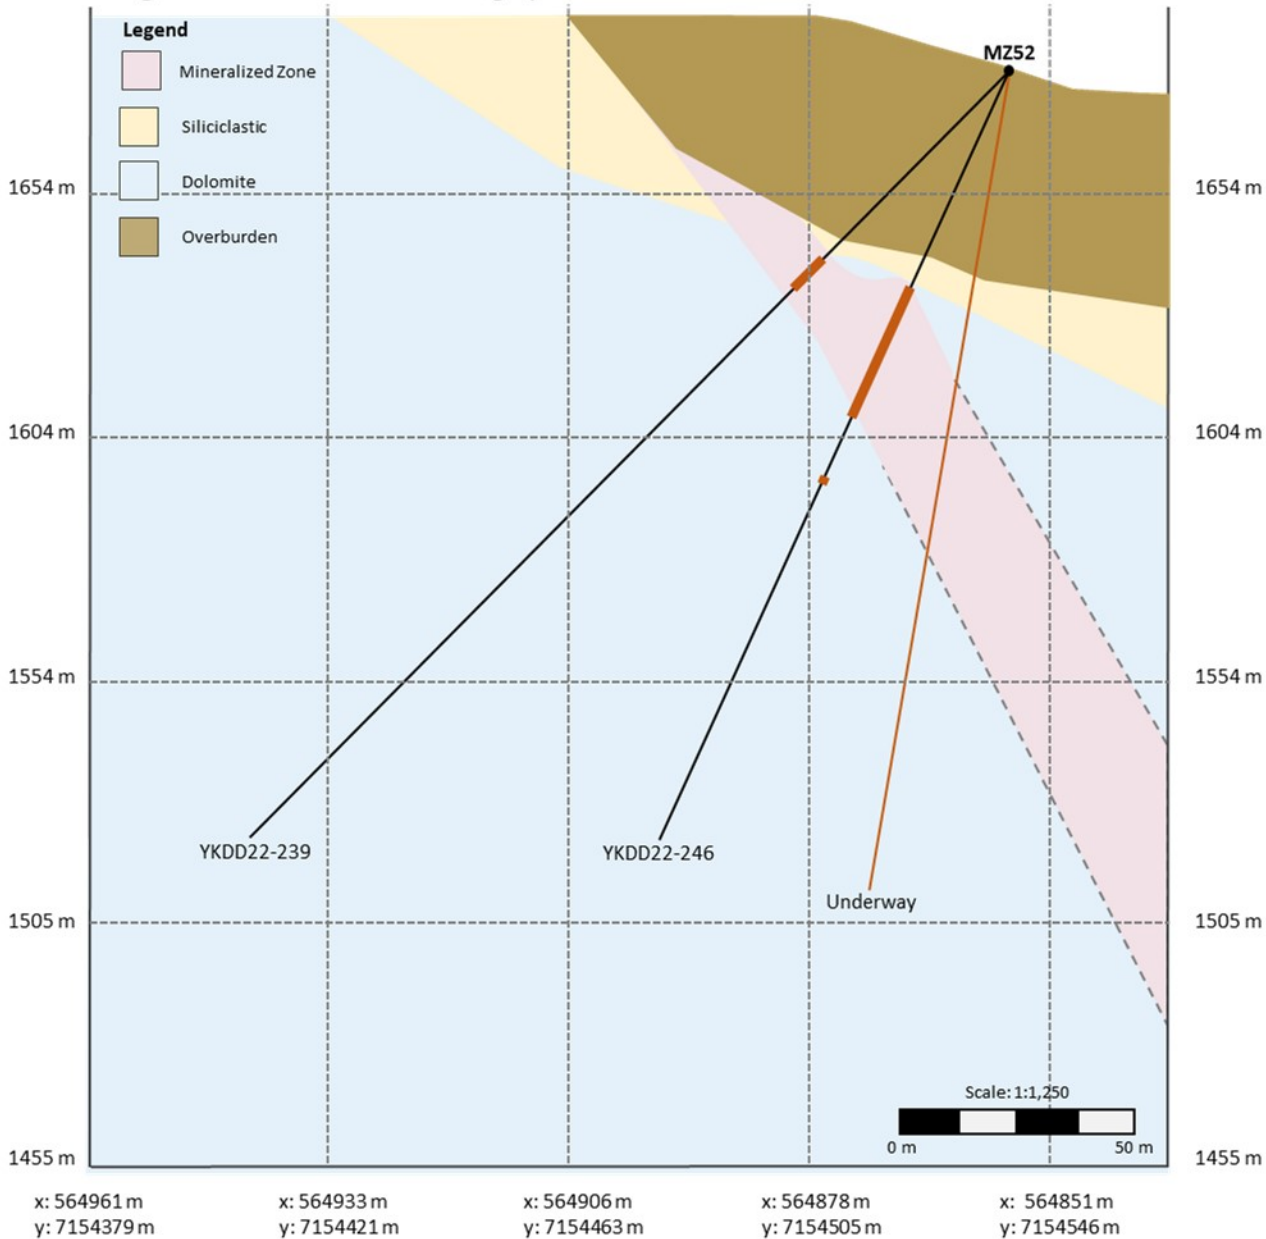 Legend
Mineralized Zone
Siliciclastic
Dolomite
Overburden
MZ52
1654 m
1654 m
1604 m
1604 m
1554 m
1554 m
YKDD22-239
YKDD22-246
Underway
1505 m
1505 m
Scale: 1:1,250
0 m
50 m
1455 m
1455 m
x: 564961 m
y: 7154379 m
x: 564933 m
y: 7154421 m
x: 564906 m
y: 7154463 m
x: 564878 m
y: 7154505 m
x: 564851 m
y: 7154546 m